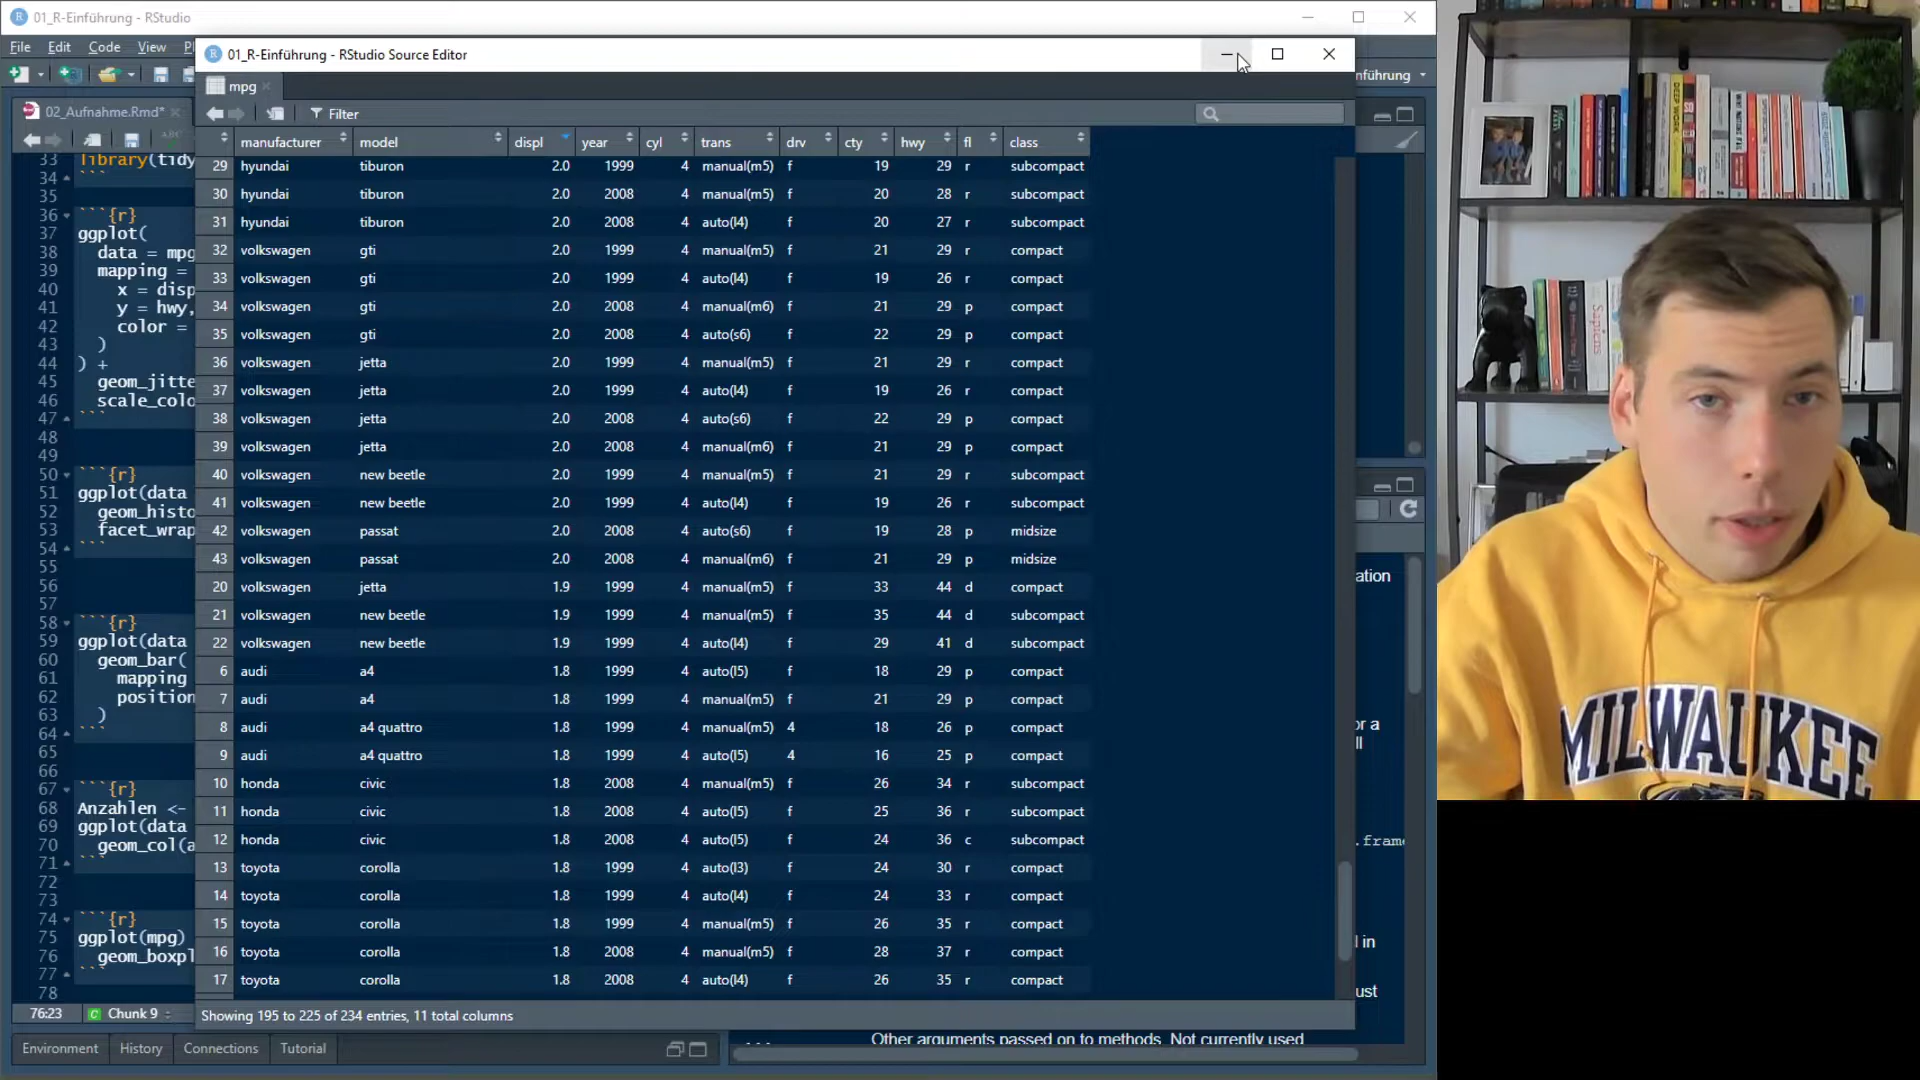 01_R-Einführung - RStudio
File Edit Code View Pl
01_R-Einführung - RStudio Source Editor
nführung
mpg
02_Aufnahme.Rmd*
Filter
ABC
manufacturer model displ year cyl trans drv cty hwy fl class
29 hyundai tiburon 2.0 1999 4 manual(m5) f 19 29 r subcompact
30 hyundai tiburon 2.0 2008 4 manual(m5) f 20 28 r subcompact
31 hyundai tiburon 2.0 2008 4 auto(l4) f 20 27 r subcompact
32 volkswagen gti 2.0 1999 4 manual(m5) f 21 29 r compact
33 volkswagen gti 2.0 1999 4 auto(l4) f 19 26 r compact
34 volkswagen gti 2.0 2008 4 manual(m6) f 21 29 p compact
35 volkswagen gti 2.0 2008 4 auto(s6) f 22 29 p compact
36 volkswagen jetta 2.0 1999 4 manual(m5) f 21 29 r compact
37 volkswagen jetta 2.0 1999 4 auto(l4) f 19 26 r compact
38 volkswagen jetta 2.0 2008 4 auto(s6) f 22 29 p compact
39 volkswagen jetta 2.0 2008 4 manual(m6) f 21 29 p compact
40 volkswagen new beetle 2.0 1999 4 manual(m5) f 21 29 r subcompact
41 volkswagen new beetle 2.0 1999 4 auto(l4) f 19 26 r subcompact
42 volkswagen passat 2.0 2008 4 auto(s6) f 19 28 p midsize
43 volkswagen passat 2.0 2008 4 manual(m6) f 21 29 p midsize
20 volkswagen jetta 1.9 1999 4 manual(m5) f 33 44 d compact
21 volkswagen new beetle 1.9 1999 4 manual(m5) f 35 44 d subcompact
22 volkswagen new beetle 1.9 1999 4 auto(l4) f 29 41 d subcompact
6 audi a4 1.8 1999 4 auto(l5) f 18 29 p compact
7 audi a4 1.8 1999 4 manual(m5) f 21 29 p compact
8 audi a4 quattro 1.8 1999 4 manual(m5) 4 18 26 p compact
9 audi a4 quattro 1.8 1999 4 auto(l5) 4 16 25 p compact
10 honda civic 1.8 2008 4 manual(m5) f 26 34 r subcompact
11 honda civic 1.8 2008 4 auto(l5) f 25 36 r subcompact
12 honda civic 1.8 2008 4 auto(l5) f 24 36 c subcompact
13 toyota corolla 1.8 1999 4 auto(l3) f 24 30 r compact
14 toyota corolla 1.8 1999 4 auto(l4) f 24 33 r compact
15 toyota corolla 1.8 1999 4 manual(m5) f 26 35 r compact
16 toyota corolla 1.8 2008 4 manual(m5) f 28 37 r compact
17 toyota corolla 1.8 2008 4 auto(l4) f 26 35 r compact
Showing 195 to 225 of 234 entries, 11 total columns
33 library(tidy
34 ```
35
36 ```{r}
37 ggplot(
38 data = mpg
39 mapping =
40 x = disp
41 y = hwy,
42 color =
43 )
44 ) +
45 geom_jitte
46 scale_colo
47 ```
48
49
50 ```{r}
51 ggplot(data
52 geom_histo
53 facet_wrap
54 ```
55
56
57
58 ```{r}
59 ggplot(data
60 geom_bar(
61 mapping
62 position
63 )
64 ```
65
66
67 ```{r}
68 Anzahlen <-
69 ggplot(data
70 geom_col(a
71 ```
72
73
74 ```{r}
75 ggplot(mpg)
76 geom_boxpl
77 ```
78
76:23 Chunk 9
Environment History Connections Tutorial
ation
or a
ll
.frame
l in
ust
... Other arguments passed on to methods. Not currently used
MILWAUKEE
DEEP WORK
Sapiens